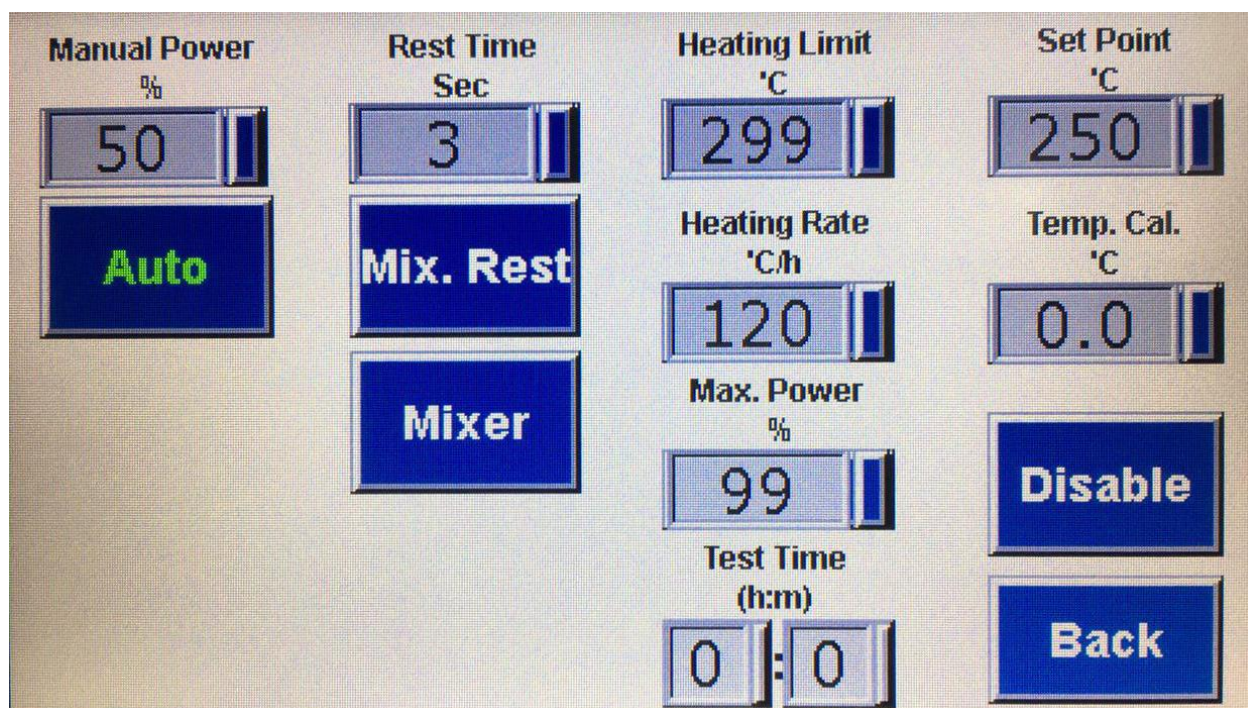 Manual Power
%
50
Auto
Rest Time
Sec
3
Mix. Rest
Mixer
Heating Limit
'C
299
Heating Rate
'C/h
120
Max. Power
%
99
Test Time
(h:m)
0:0
Set Point
'C
250
Temp. Cal.
'C
0.0
Disable
Back